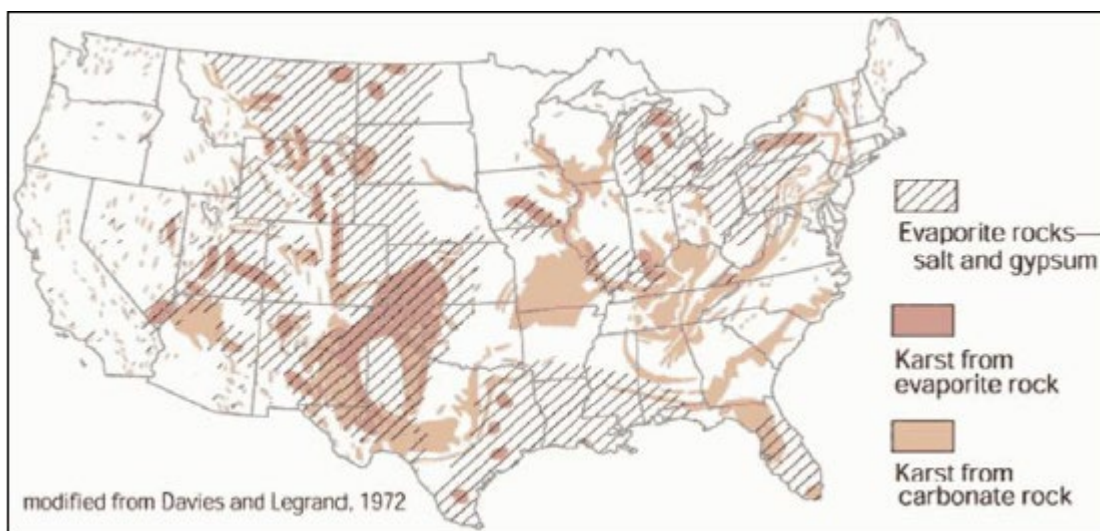 Evaporite rocks—
salt and gypsum
Karst from
evaporite rock
Karst from
carbonate rock
modified from Davies and Legrand, 1972